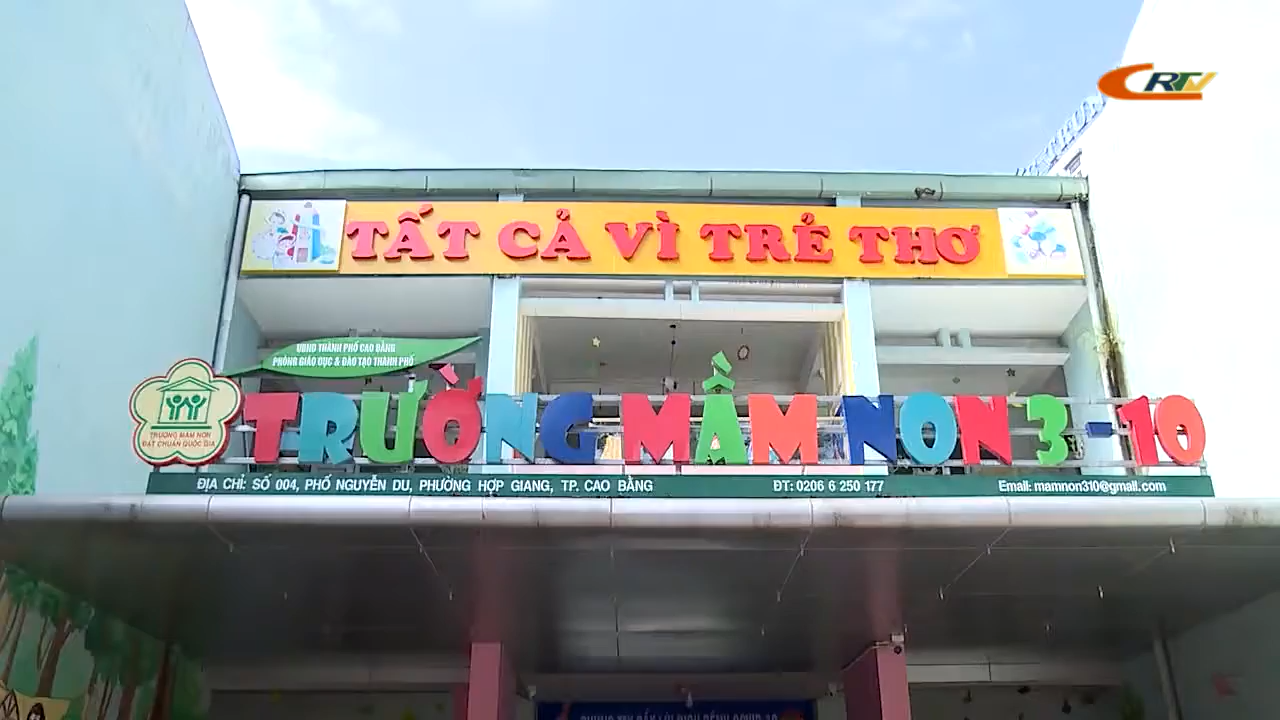 CRTV
TẤT CẢ VÌ TRẺ THƠ
UBND THÀNH PHỐ CAO BẰNG
PHÒNG GIÁO DỤC & ĐÀO TẠO THÀNH PHỐ
TRƯỜNG MẦM NON
ĐẠT CHUẨN QUỐC GIA
TRƯỜNG MẦM NON 3-10
ĐỊA CHỈ: SỐ 004, PHỐ NGUYỄN DU, PHƯỜNG HỢP GIANG, TP. CAO BẰNG ĐT: 0206 6 250 177 Email: mamnon310@gmail.com